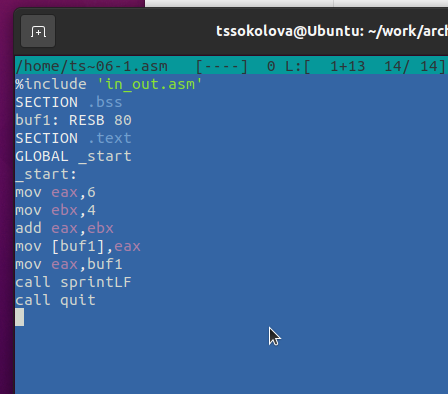 tssokolova@Ubuntu: ~/work/arch
/home/ts~06-1.asm   [----]  0 L:[  1+13  14/ 14]
%include 'in_out.asm'
SECTION .bss
buf1: RESB 80
SECTION .text
GLOBAL _start
_start:
mov eax,6
mov ebx,4
add eax,ebx
mov [buf1],eax
mov eax,buf1
call sprintLF
call quit